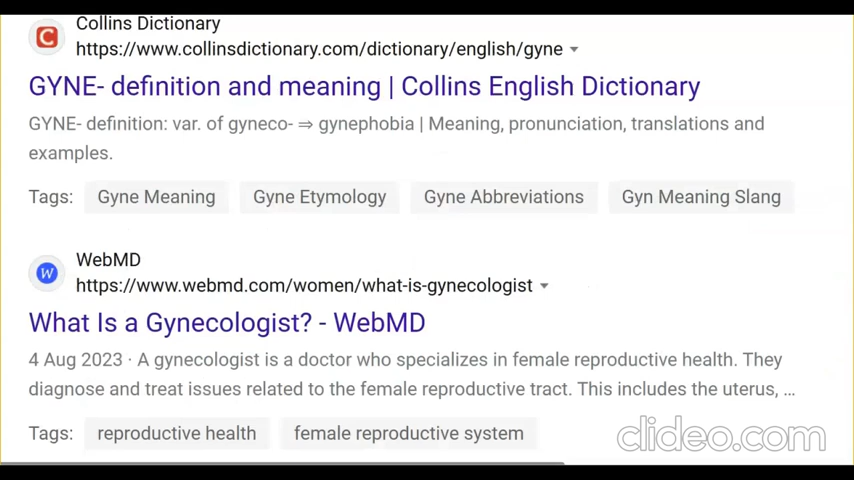 Collins Dictionary
https://www.collinsdictionary.com/dictionary/english/gyne
GYNE- definition and meaning | Collins English Dictionary
GYNE- definition: var. of gyneco- ⇒ gynephobia | Meaning, pronunciation, translations and
examples.
Tags: Gyne Meaning Gyne Etymology Gyne Abbreviations Gyn Meaning Slang
W
WebMD
https://www.webmd.com/women/what-is-gynecologist
What Is a Gynecologist? - WebMD
4 Aug 2023 · A gynecologist is a doctor who specializes in female reproductive health. They
diagnose and treat issues related to the female reproductive tract. This includes the uterus, ...
Tags: reproductive health female reproductive system
clideo.com